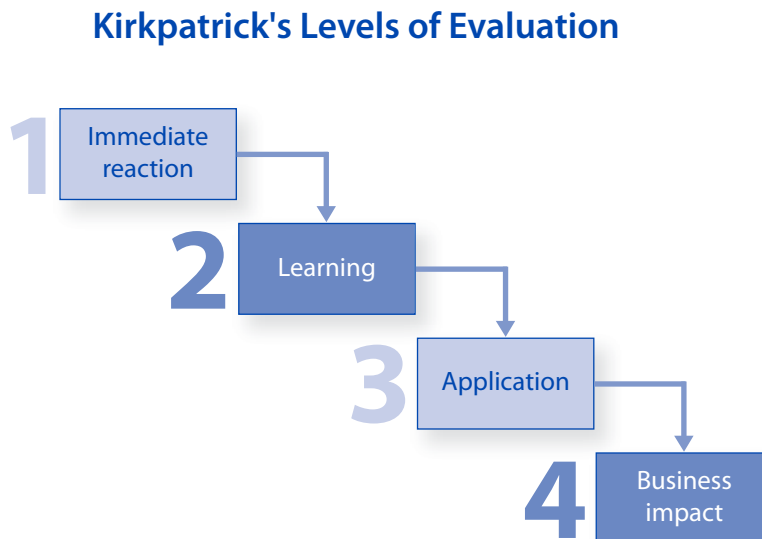 Kirkpatrick's Levels of Evaluation
1
Immediate
reaction
2
Learning
3
Application
4
Business
impact